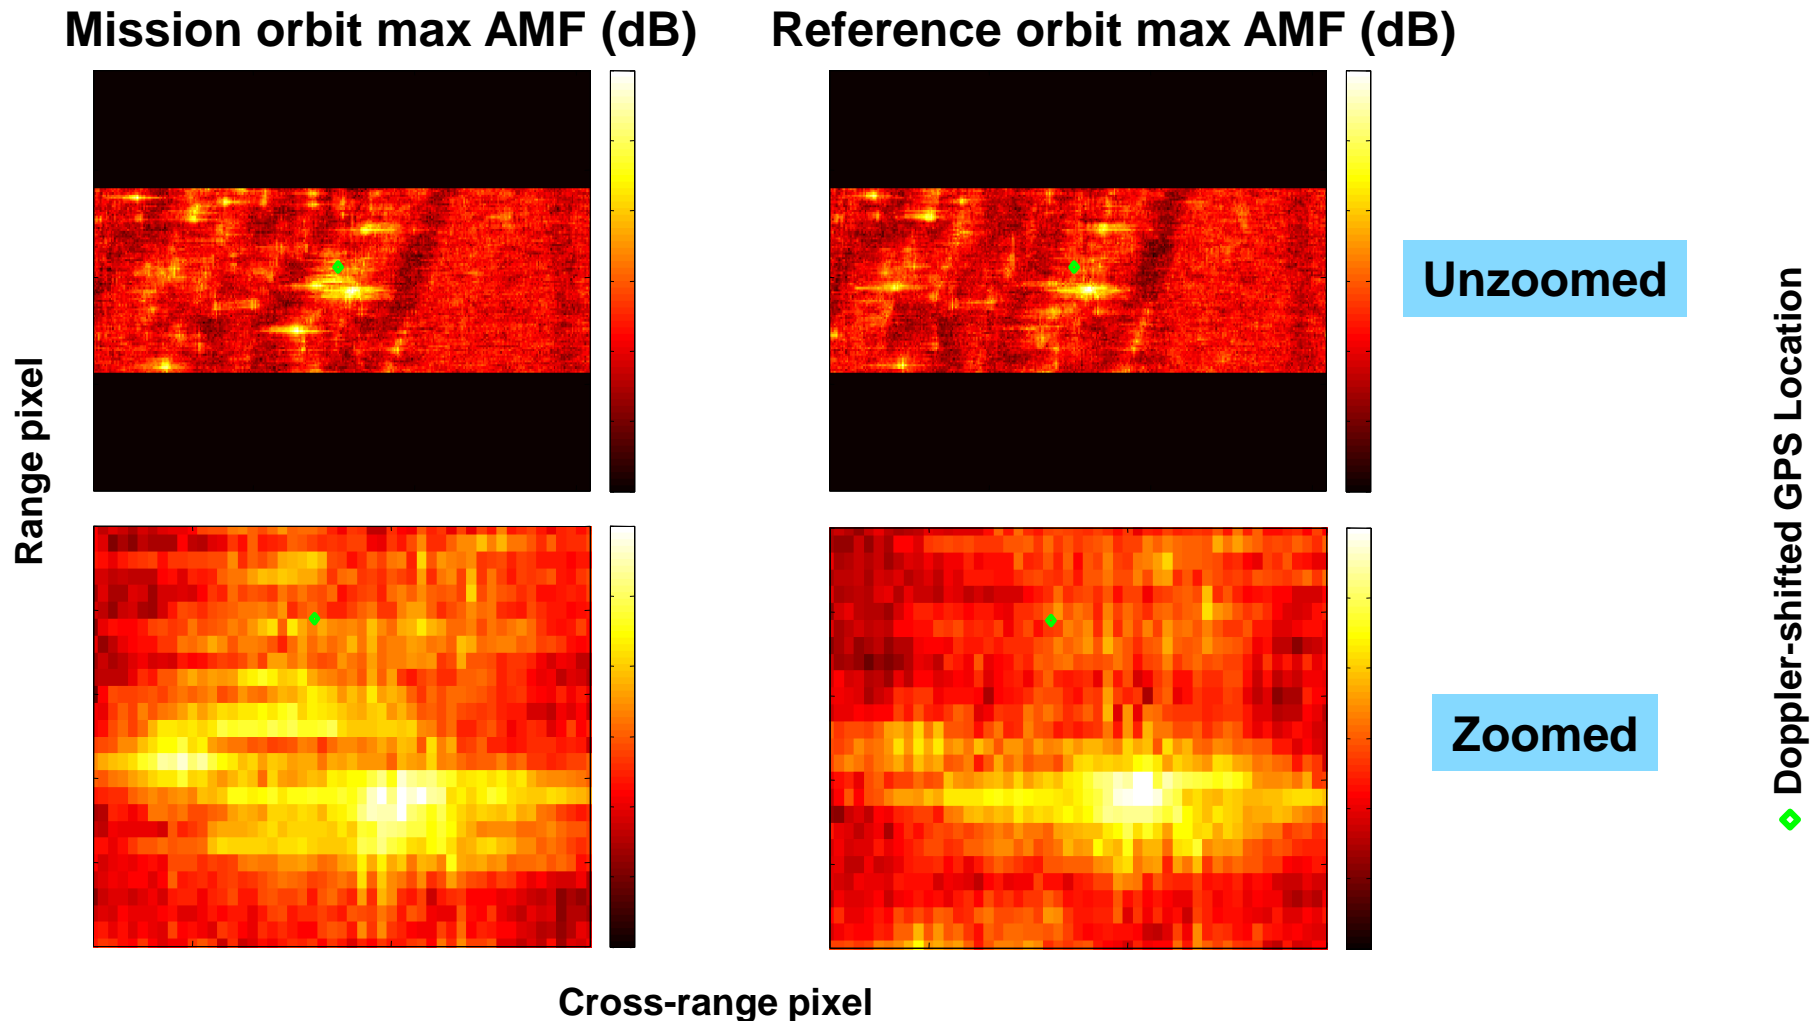 Mission orbit max AMF (dB)
Reference orbit max AMF (dB)
Unzoomed
Zoomed
Range pixel
Cross-range pixel
Doppler-shifted GPS Location